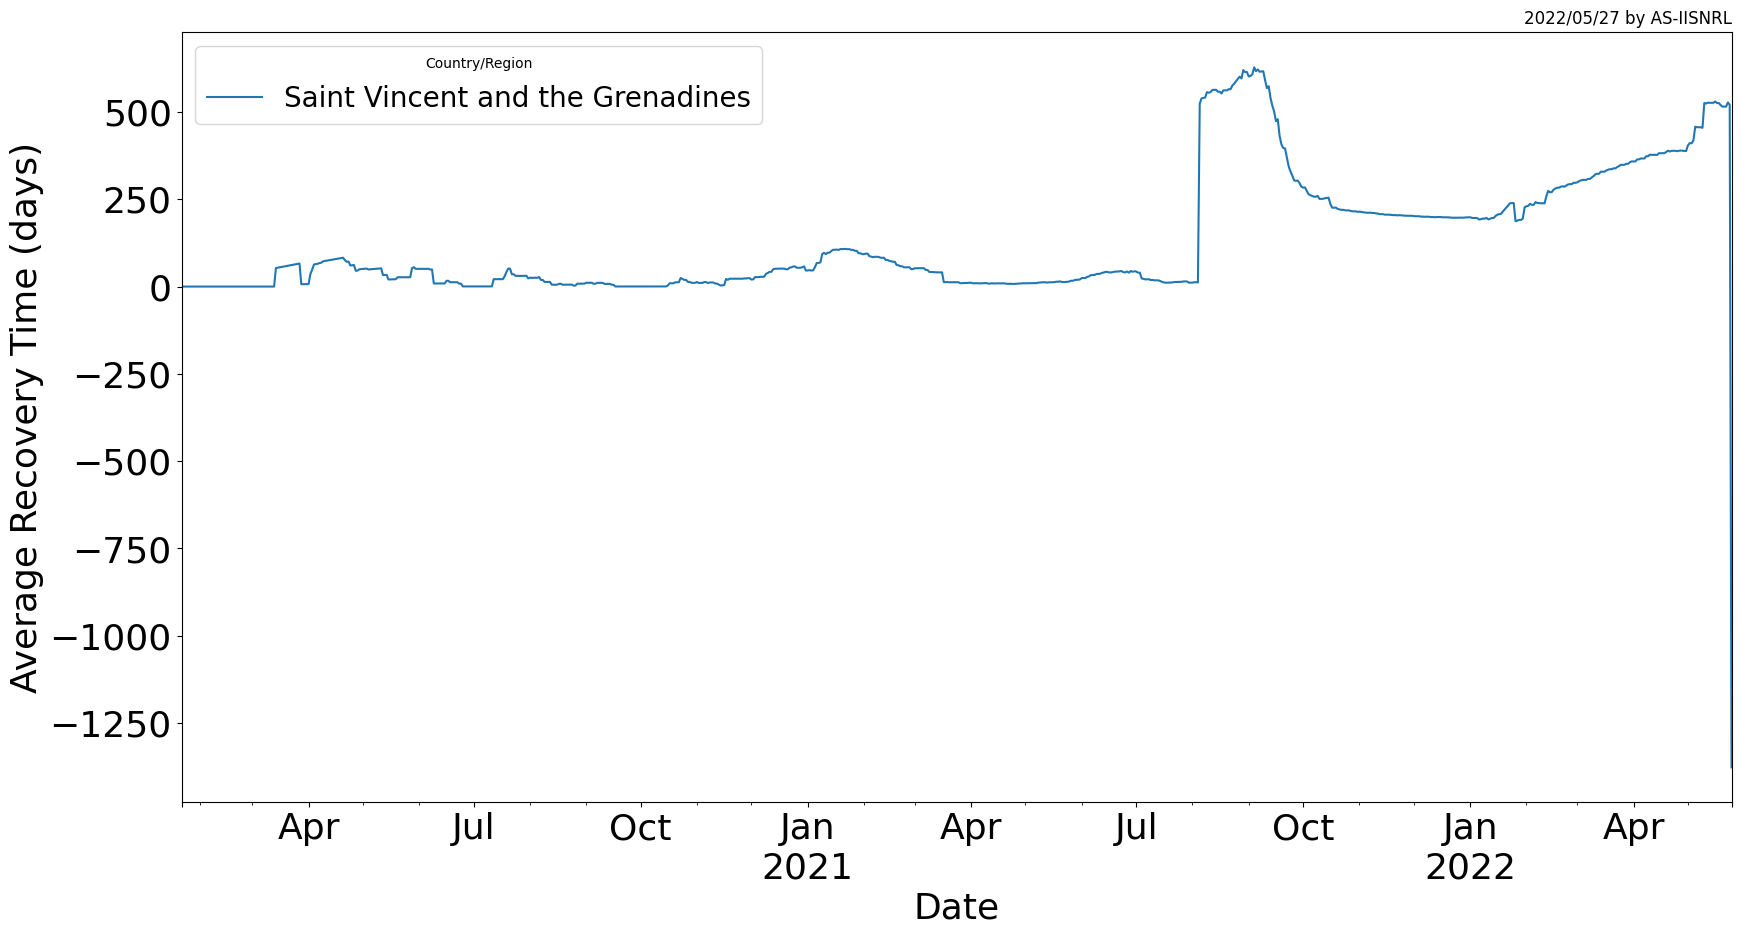 2022/05/27 by AS-IISNRL
Country/Region
Saint Vincent and the Grenadines
Average Recovery Time (days)
500
250
0
−250
−500
−750
−1000
−1250
Apr Jul Oct Jan Apr Jul Oct Jan Apr
2021 2022
Date